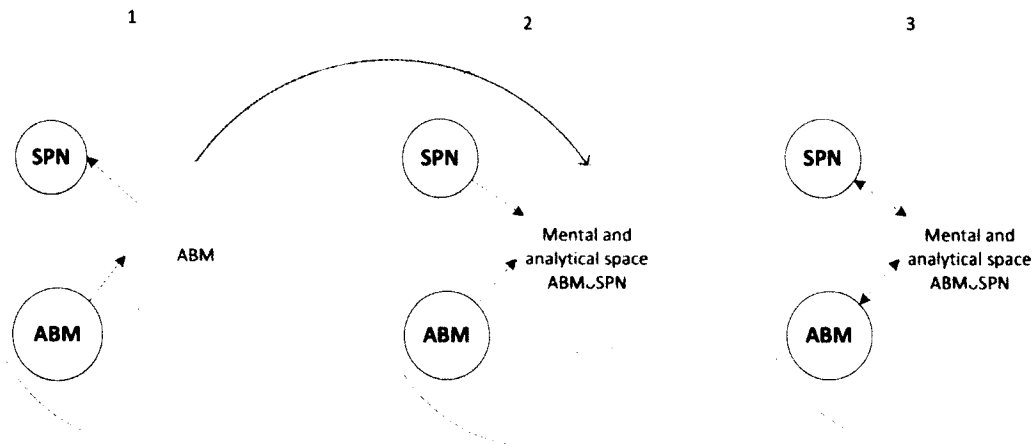 1
2
3
SPN
ABM
ABM
SPN
Mental and
analytical space
ABM∪SPN
ABM
SPN
Mental and
analytical space
ABM∪SPN
ABM